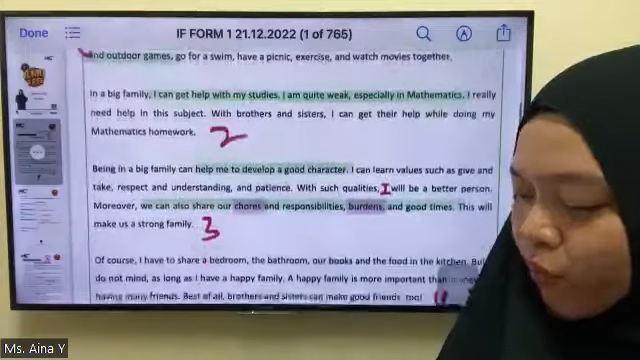 Done
IF FORM 1 21.12.2022 (1 of 765)
and outdoor games, go for a swim, have a picnic, exercise, and watch movies together.
In a big family, I can get help with my studies. I am quite weak, especially in Mathematics. I really
need help in this subject. With brothers and sisters, I can get their help while doing my
Mathematics homework.
2
Being in a big family can help me to develop a good character. I can learn values such as give and
take, respect and understanding, and patience. With such qualities, I will be a better person.
Moreover, we can also share our chores and responsibilities, burdens, and good times. This will
make us a strong family.
3
Of course, I have to share a bedroom, the bathroom, our books and the food in the kitchen. But
do not mind, as long as I have a happy family. A happy family is more important than
having many friends. Best of all, brothers and sisters can make good friends too!
Ms. Aina Y